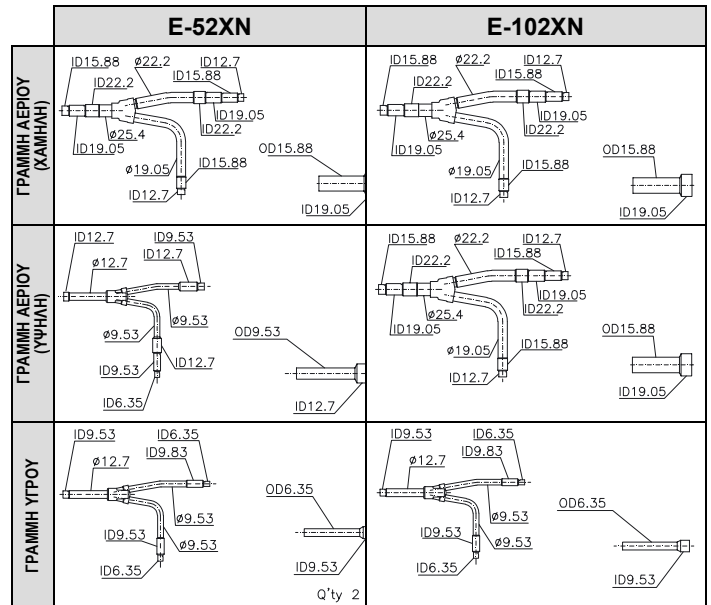 E-52XN
E-102XN
ΓΡΑΜΜΗ ΑΕΡΙΟΥ
(ΧΑΜΗΛΗ)
ID15.88
ø22.2
ID12.7
ID15.88
ID22.2
ID19.05
ø25.4
ID22.2
ID19.05
ø19.05
ID15.88
ID12.7
OD15.88
ID19.05
ID15.88
ø22.2
ID12.7
ID15.88
ID22.2
ID19.05
ø25.4
ID22.2
ID19.05
ø19.05
ID15.88
ID12.7
OD15.88
ID19.05
ΓΡΑΜΜΗ ΑΕΡΙΟΥ
(ΥΨΗΛΗ)
ID12.7
ID9.53
ø12.7
ID12.7
ø9.53
ø9.53
ID9.53
ID12.7
ID6.35
OD9.53
ID12.7
ID15.88
ø22.2
ID12.7
ID15.88
ID22.2
ID19.05
ø25.4
ID22.2
ID19.05
ø19.05
ID15.88
ID12.7
OD15.88
ID19.05
ΓΡΑΜΜΗ ΥΓΡΟΥ
ID9.53
ID6.35
ø12.7
ID9.83
ø9.53
ID9.53
ø9.53
ID6.35
OD6.35
ID9.53
Q'ty 2
ID9.53
ID6.35
ø12.7
ID9.83
ø9.53
ID9.53
ø9.53
ID6.35
OD6.35
ID9.53